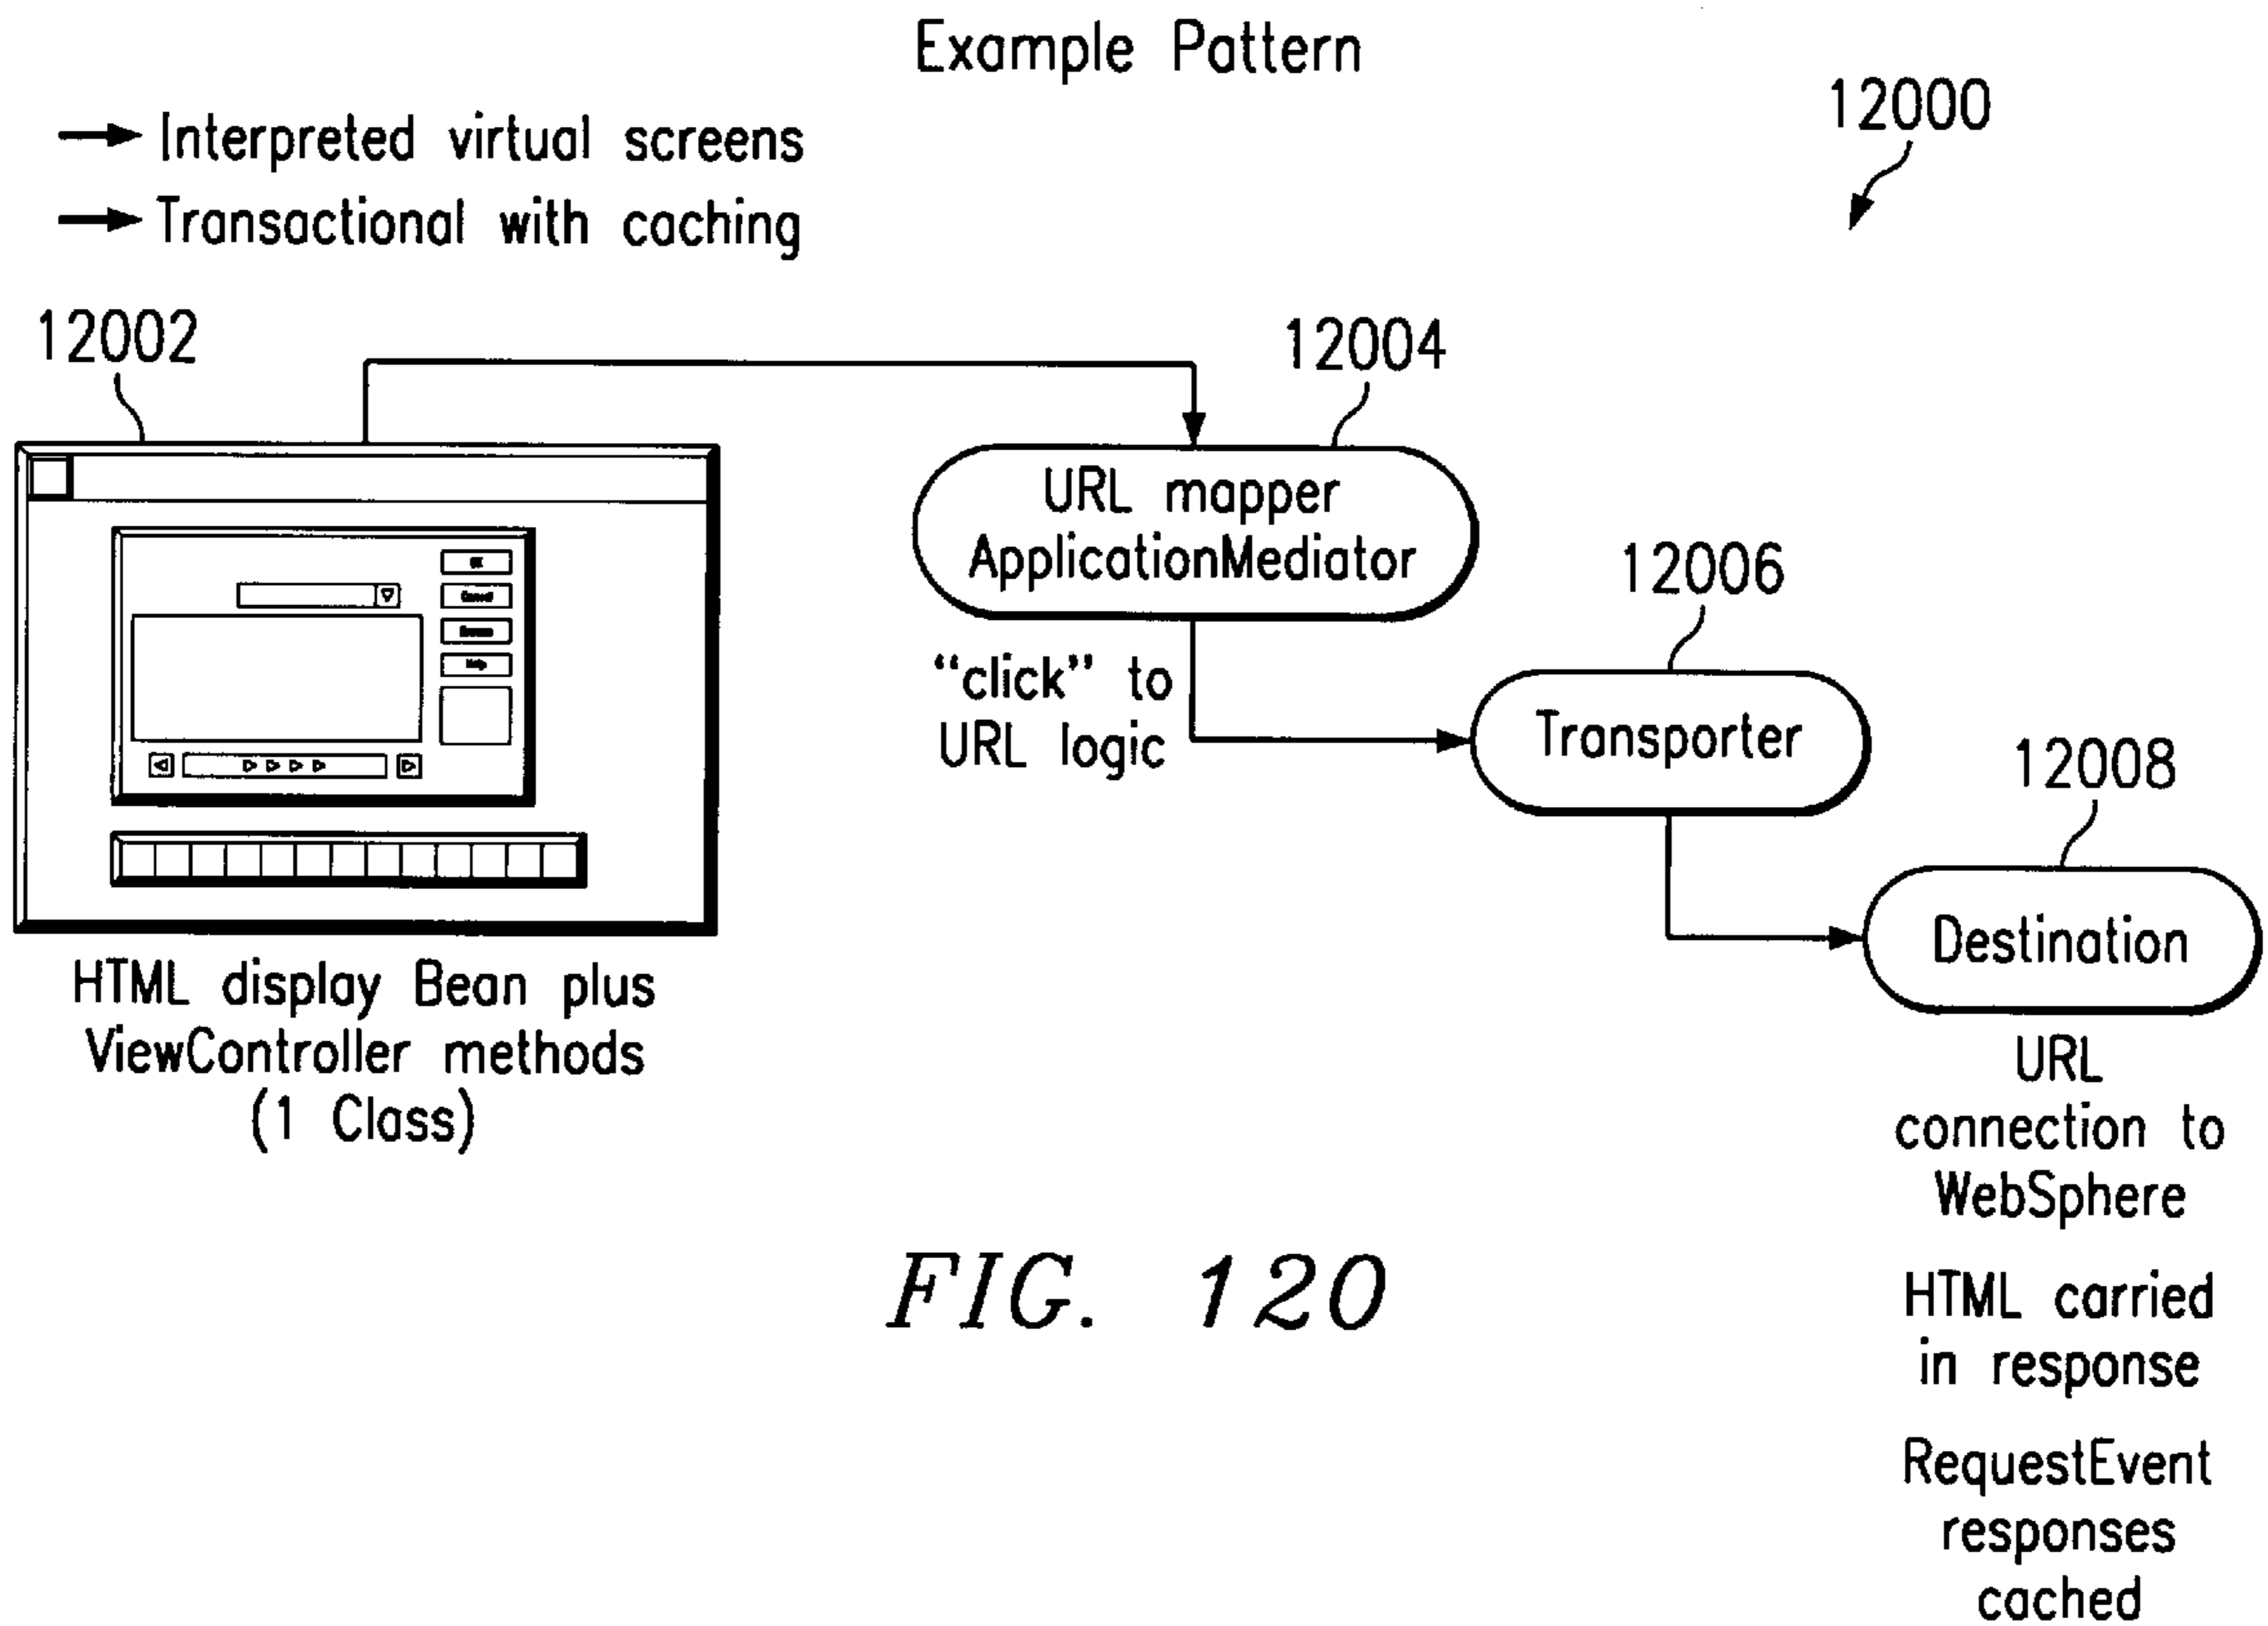 Example Pattern
12000
Interpreted virtual screens
Transactional with caching
12002
12004
URL mapper
ApplicationMediator
12006
"click" to
URL logic
Transporter
12008
Destination
Cancel
Help
HTML display Bean plus
ViewController methods
(1 Class)
URL
connection to
WebSphere
HTML carried
in response
RequestEvent
responses
cached
FIG. 120